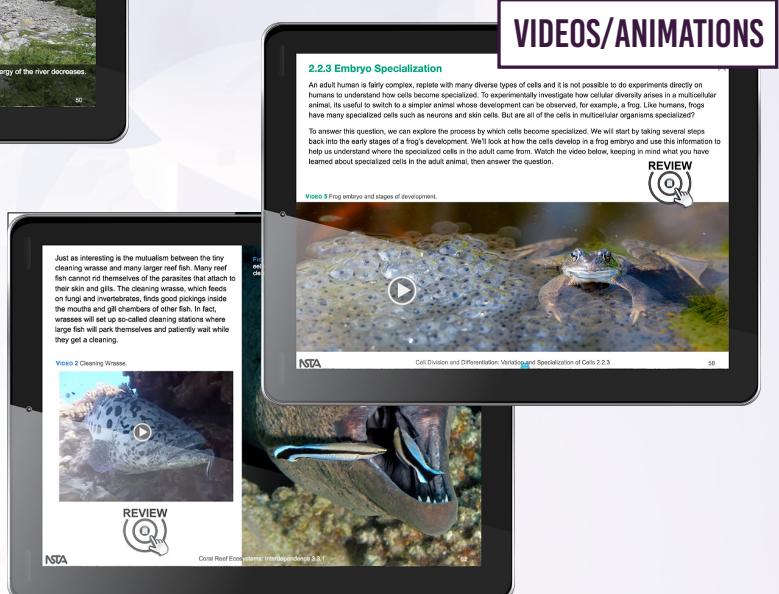 VIDEOS/ANIMATIONS
ergy of the river decreases.
50
2.2.3 Embryo Specialization
An adult human is fairly complex, replete with many diverse types of cells and it is not possible to do experiments directly on
humans to understand how cells become specialized. To experimentally investigate how cellular diversity arises in a multicellular
animal, its useful to switch to a simpler animal whose development can be observed, for example, a frog. Like humans, frogs
have many specialized cells such as neurons and skin cells. But are all of the cells in multicellular organisms specialized?
To answer this question, we can explore the process by which cells become specialized. We will start by taking several steps
back into the early stages of a frog's development. We'll look at how the cells develop in a frog embryo and use this information to
help us understand where the specialized cells in the adult came from. Watch the video below, keeping in mind what you have
learned about specialized cells in the adult animal, then answer the question.
REVIEW
VIDEO 5 Frog embryo and stages of development.
NSTA
Cell Division and Differentiation: Variation and Specialization of Cells 2.2.3
58
Just as interesting is the mutualism between the tiny
cleaning wrasse and many larger reef fish. Many reef
fish cannot rid themselves of the parasites that attach to
their skin and gills. The cleaning wrasse, which feeds
on fungi and invertebrates, finds good pickings inside
the mouths and gill chambers of other fish. In fact,
wrasses will set up so-called cleaning stations where
large fish will park themselves and patiently wait while
they get a cleaning.
VIDEO 2 Cleaning Wrasse.
REVIEW
NSTA
Coral Reef Ecosystems: Interdependence 3.3.1
62